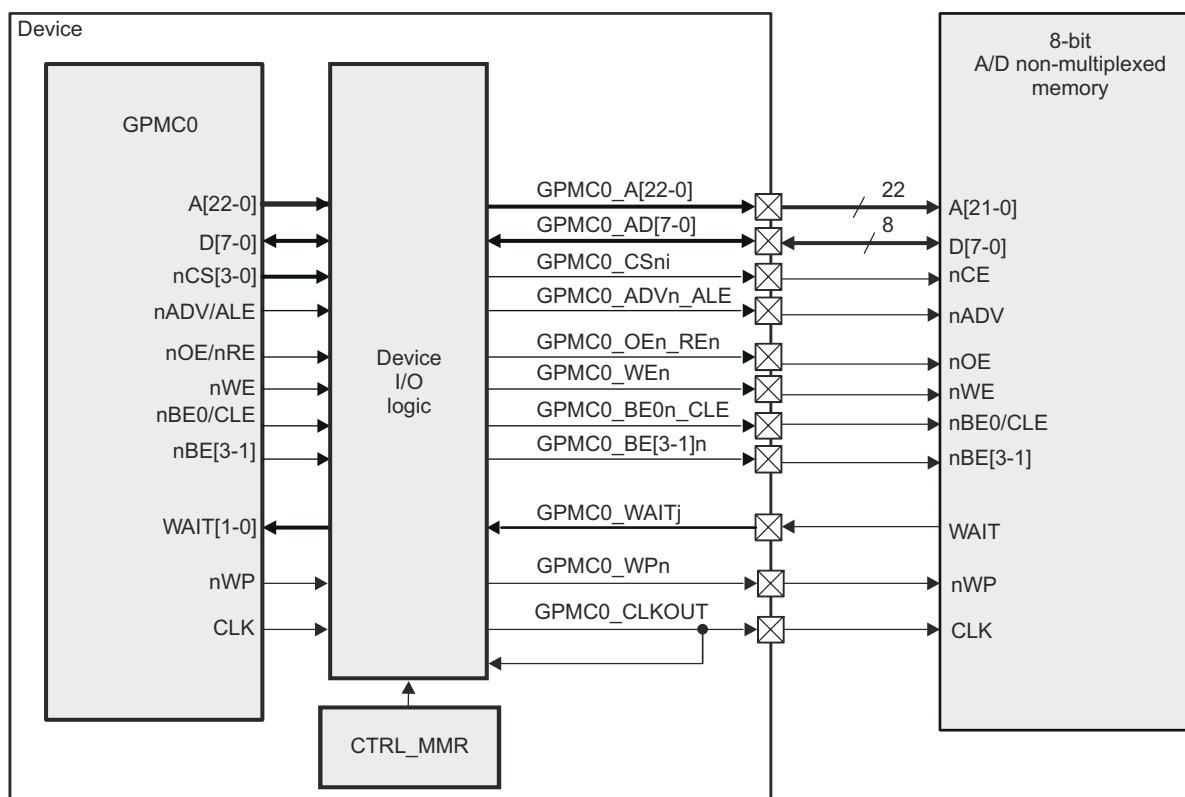 Device
8-bit
A/D non-multiplexed
memory
GPMC0
A[22-0]
GPMC0_A[22-0]
22
A[21-0]
D[7-0]
GPMC0_AD[7-0]
8
D[7-0]
nCS[3-0]
GPMC0_CSni
nCE
nADV/ALE
GPMC0_ADVn_ALE
nADV
nOE/nRE
Device
I/O
logic
GPMC0_OEn_REn
nOE
nWE
GPMC0_WEn
nWE
nBE0/CLE
GPMC0_BE0n_CLE
nBE0/CLE
nBE[3-1]
GPMC0_BE[3-1]n
nBE[3-1]
WAIT[1-0]
GPMC0_WAITj
WAIT
nWP
GPMC0_WPn
nWP
CLK
GPMC0_CLKOUT
CLK
CTRL_MMR